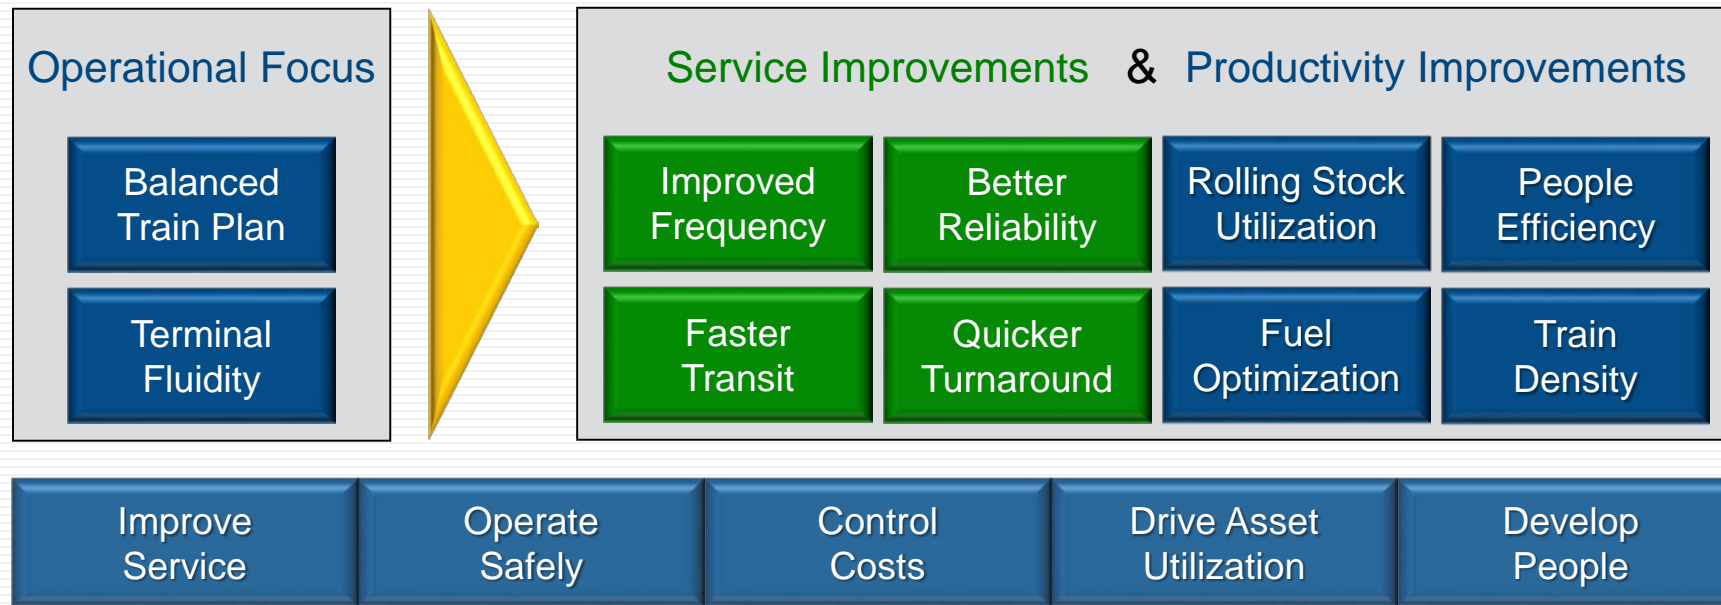 Operational Focus
Balanced
Train Plan
Terminal
Fluidity
Service Improvements & Productivity Improvements
Improved
Frequency
Better
Reliability
Rolling Stock
Utilization
People
Efficiency
Faster
Transit
Quicker
Turnaround
Fuel
Optimization
Train
Density
Improve
Service
Operate
Safely
Control
Costs
Drive Asset
Utilization
Develop
People